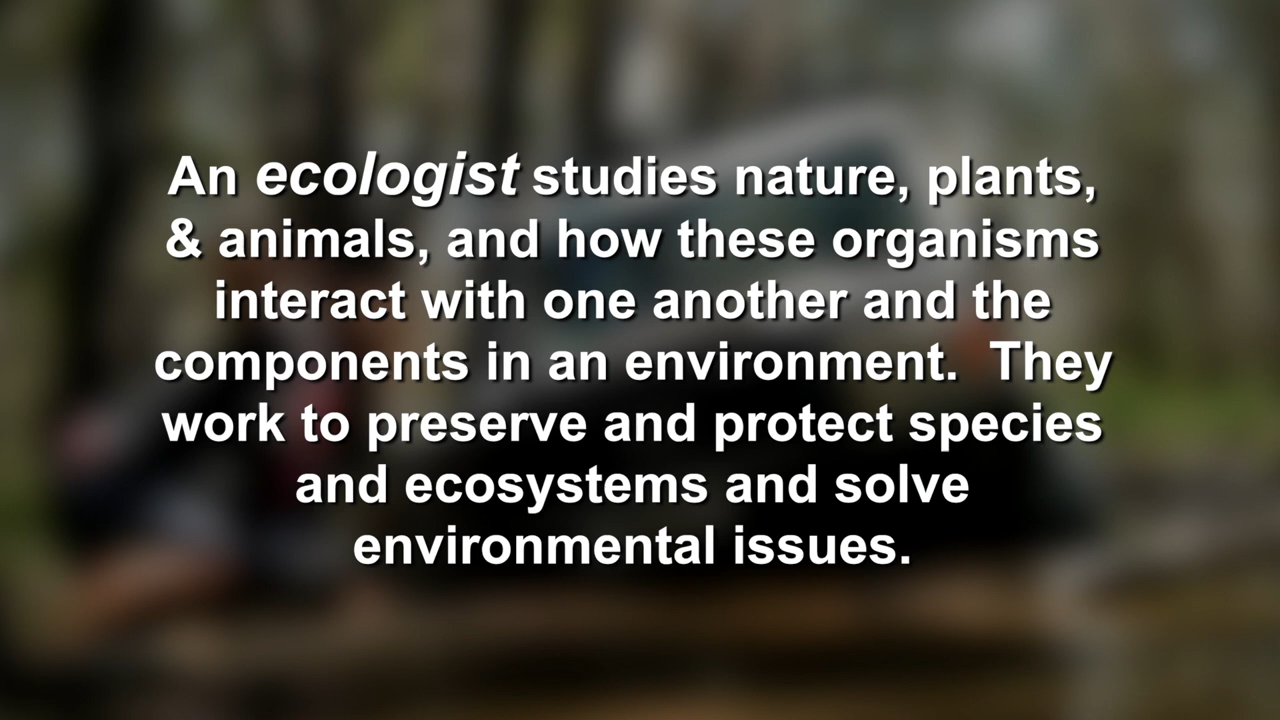 An ecologist studies nature, plants,
& animals, and how these organisms
interact with one another and the
components in an environment.  They
work to preserve and protect species
and ecosystems and solve
environmental issues.